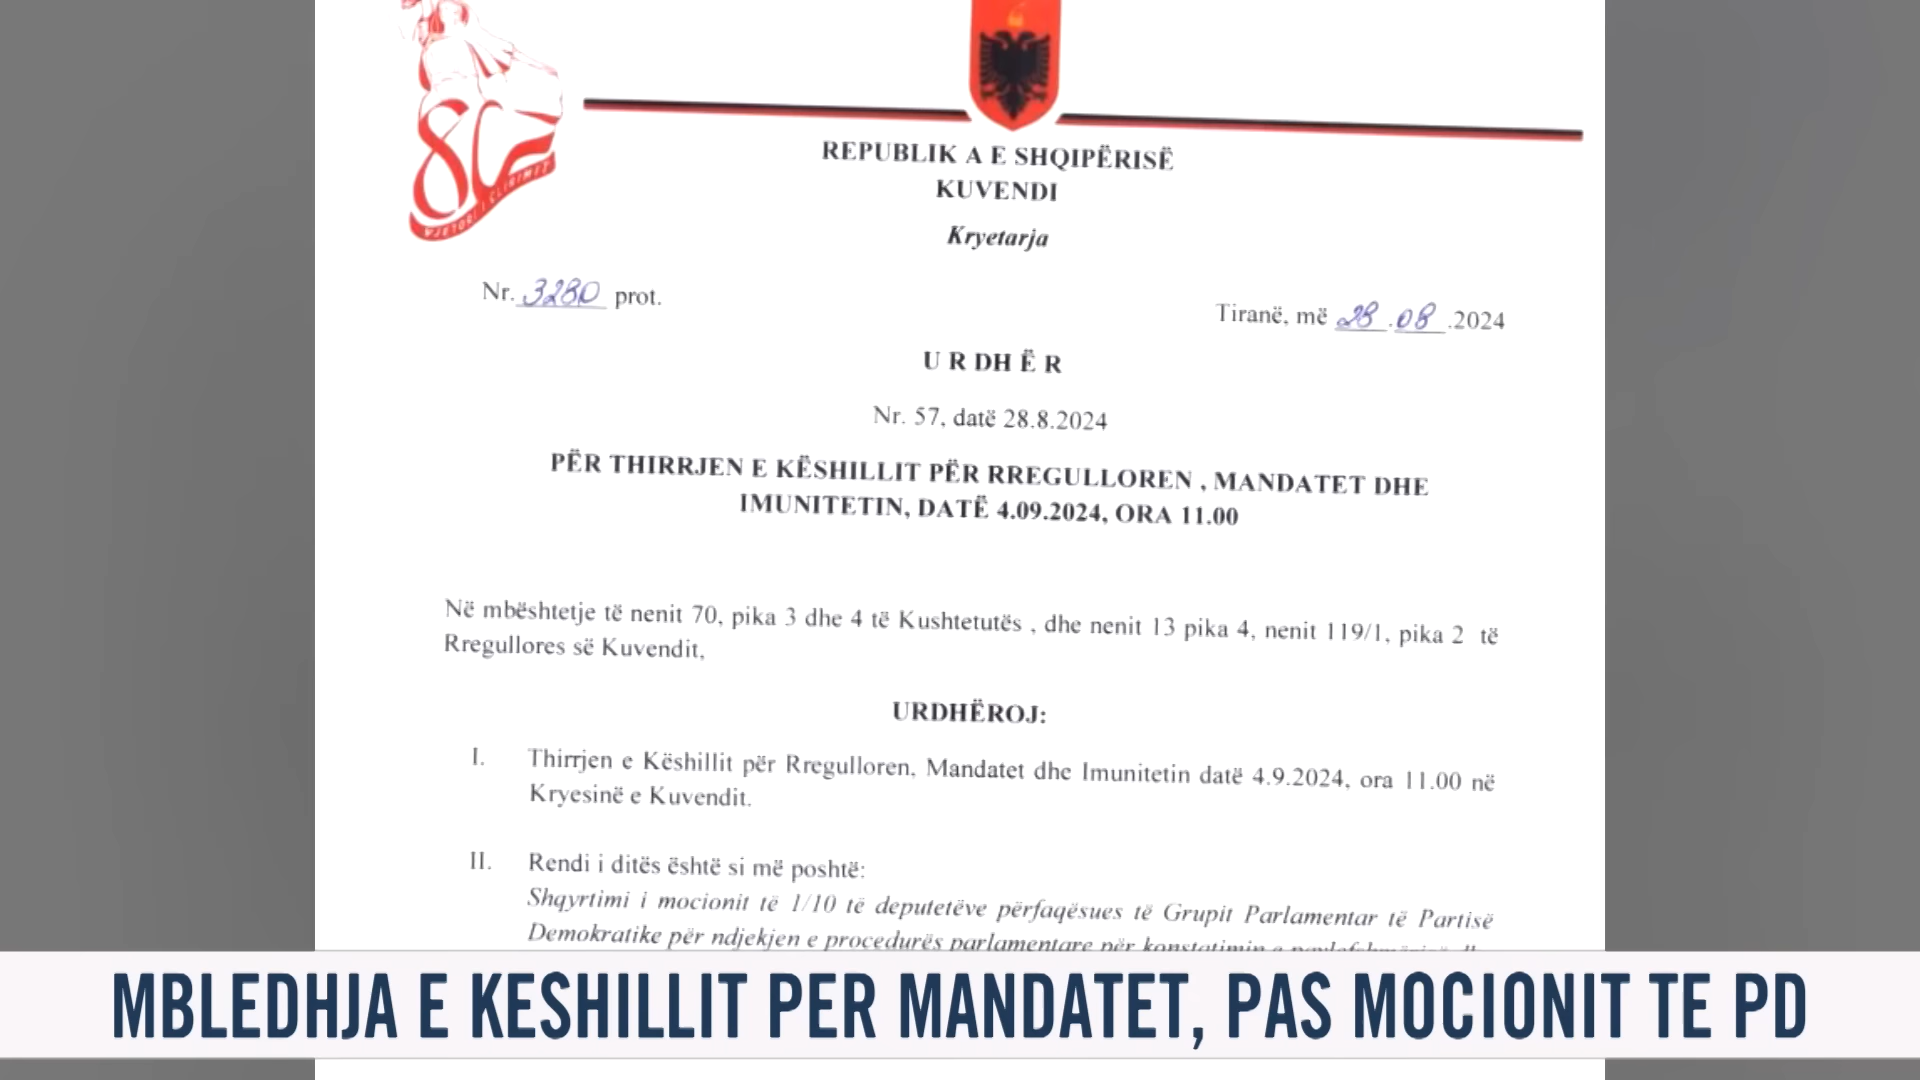 80
VJETORI I ÇLIRIMIT
REPUBLIK A E SHQIPËRISË
KUVENDI
Kryetarja
Nr. 3280 prot.
Tiranë, më 28.08.2024
U R DH Ë R
Nr. 57, datë 28.8.2024
PËR THIRRJEN E KËSHILLIT PËR RREGULLOREN , MANDATET DHE
IMUNITETIN, DATË 4.09.2024, ORA 11.00
Në mbështetje të nenit 70, pika 3 dhe 4 të Kushtetutës , dhe nenit 13 pika 4, nenit 119/1, pika 2 të
Rregullores së Kuvendit,
URDHËROJ:
I. Thirrjen e Këshillit për Rregulloren, Mandatet dhe Imunitetin datë 4.9.2024, ora 11.00 në
Kryesinë e Kuvendit.
II. Rendi i ditës është si më poshtë:
Shqyrtimi i mocionit të 1/10 të deputetëve përfaqësues të Grupit Parlamentar të Partisë
Demokratike për ndjekjen e procedurës parlamentare për konstatimin e
MBLEDHJA E KESHILLIT PER MANDATET, PAS MOCIONIT TE PD